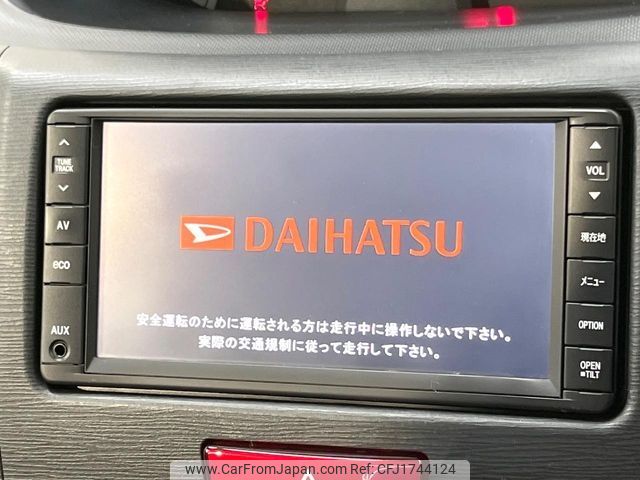 TUNE
TRACK
AV
eco
AUX
DAIHATSU
安全運転のために運転される方は走行中に操作しないで下さい。
実際の交通規制に従って走行して下さい。
VOL
現在地
メニュー
OPTION
OPEN
TILT
www.CarFromJapan.com | Car From Japan | CFJ1744124